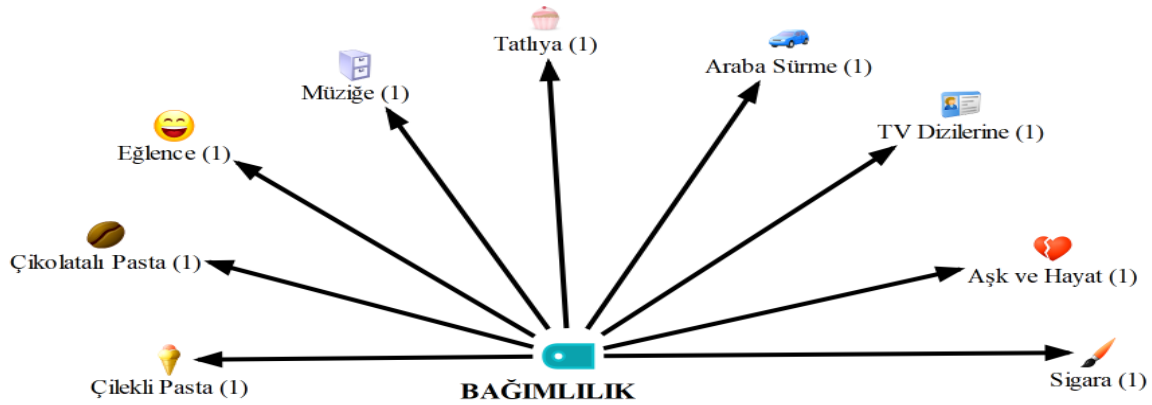 Tatlıya (1)
Araba Sürme (1)
Müziğe (1)
TV Dizilerine (1)
Eğlence (1)
Çikolatalı Pasta (1)
Aşk ve Hayat (1)
Çilekli Pasta (1)
Sigara (1)
BAĞIMLILIK